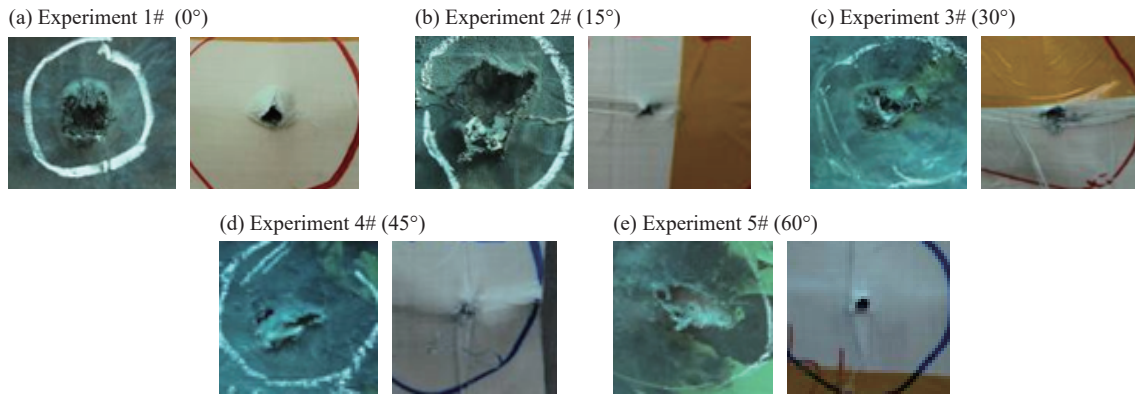 (a) Experiment 1# (0°)
(b) Experiment 2# (15°)
(c) Experiment 3# (30°)
(d) Experiment 4# (45°)
(e) Experiment 5# (60°)